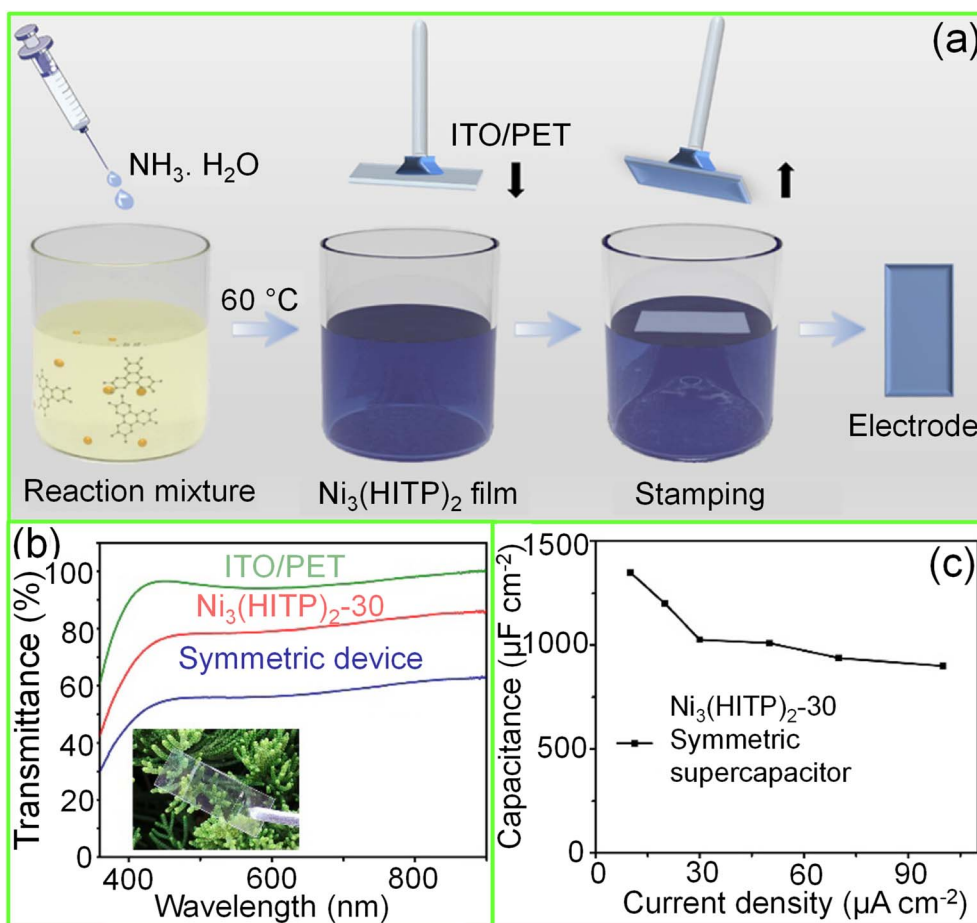 (a)
NH₃. H₂O
ITO/PET
60 °C
Electrode
Reaction mixture
Ni₃(HITP)₂ film
Stamping
(b)
Transmittance (%)
100
80
60
40
20
0
ITO/PET
Ni₃(HITP)₂-30
Symmetric device
400
600
800
Wavelength (nm)
(c)
Capacitance (µF cm⁻²)
1500
1000
500
0
Ni₃(HITP)₂-30
Symmetric
supercapacitor
0
30
60
90
Current density (µA cm⁻²)